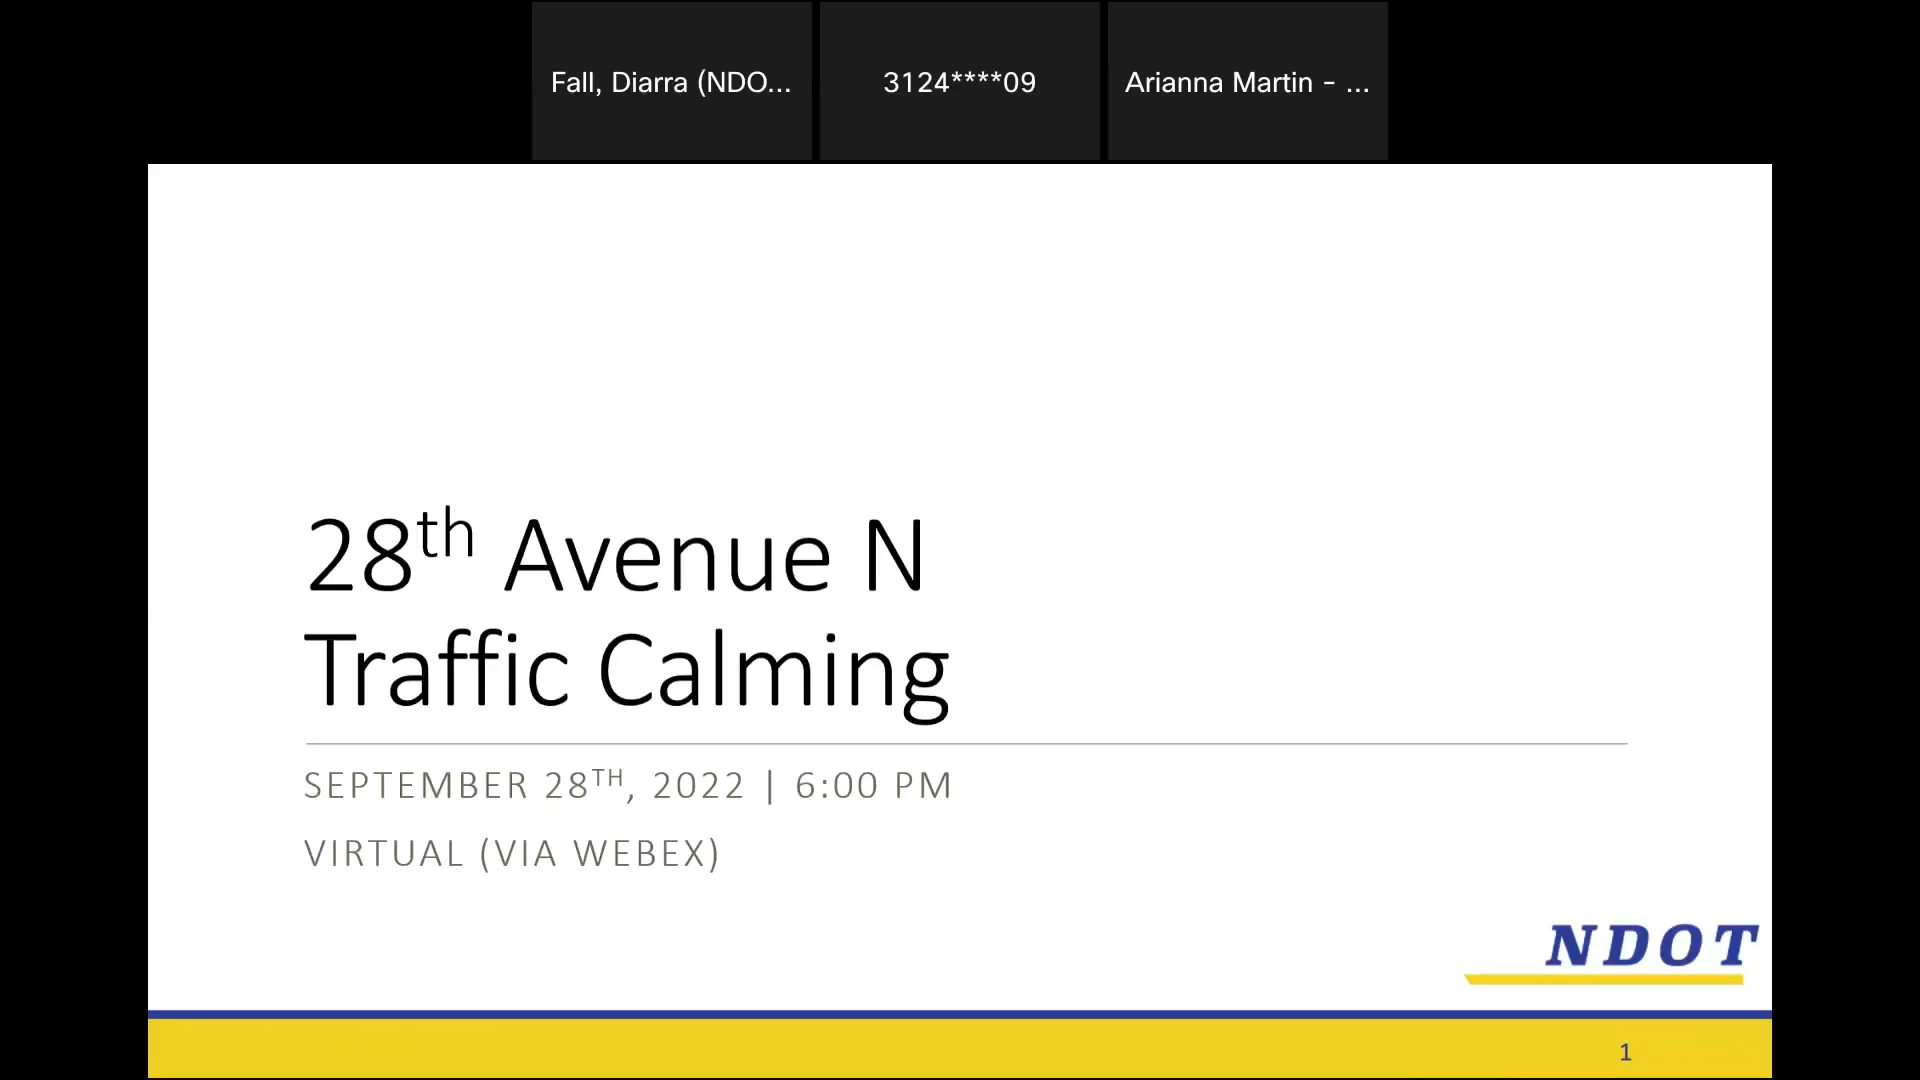 Fall, Diarra (NDO...
3124****09
Arianna Martin - ...
28th Avenue N
Traffic Calming
SEPTEMBER 28TH, 2022 | 6:00 PM
VIRTUAL (VIA WEBEX)
NDOT
1